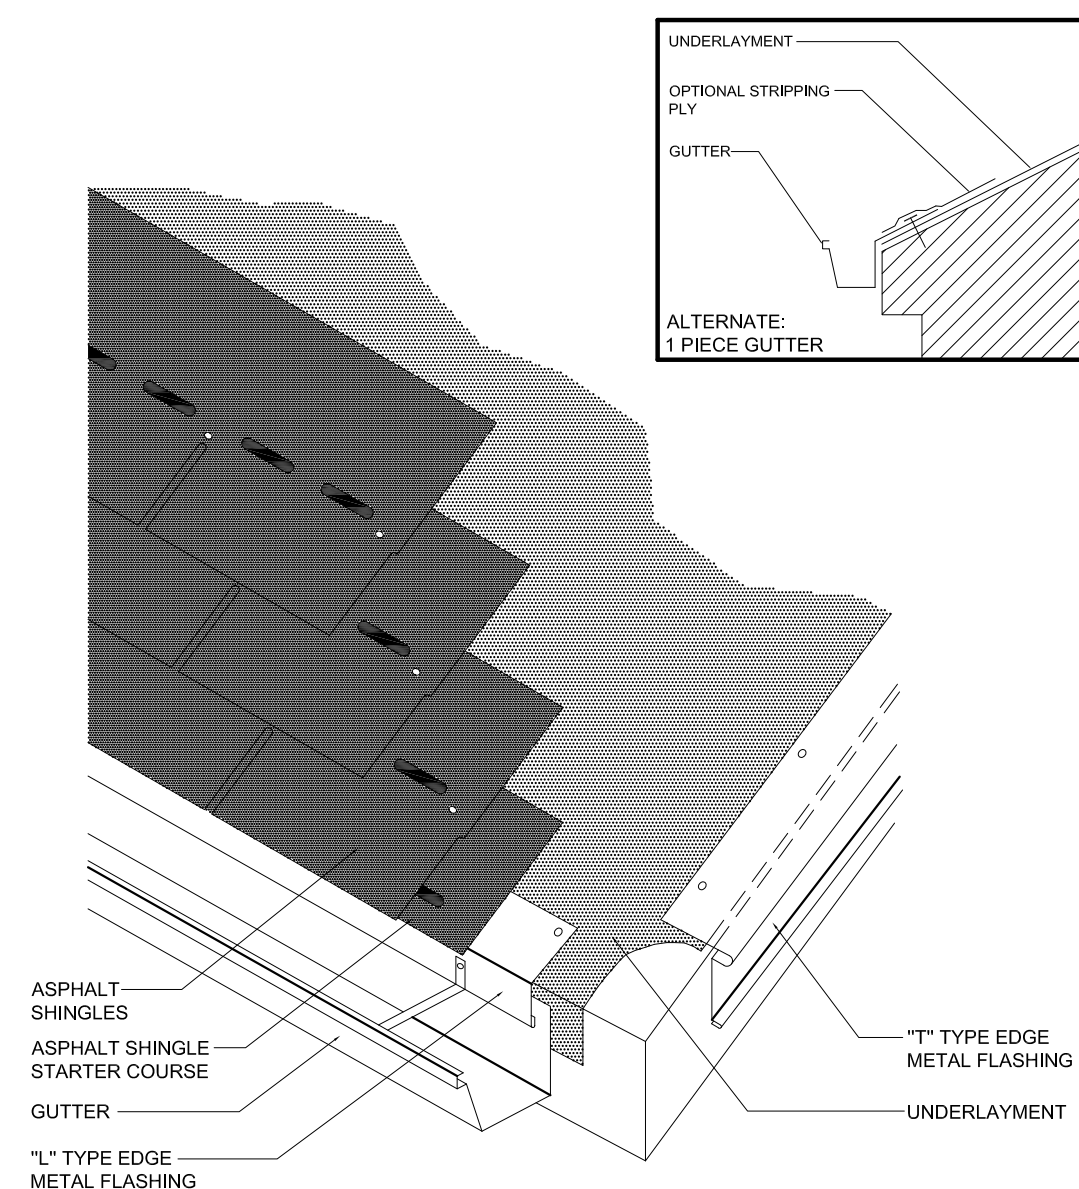 UNDERLAYMENT
OPTIONAL STRIPPING
PLY
GUTTER
ALTERNATE:
1 PIECE GUTTER
ASPHALT
SHINGLES
ASPHALT SHINGLE
STARTER COURSE
GUTTER
"L" TYPE EDGE
METAL FLASHING
"T" TYPE EDGE
METAL FLASHING
UNDERLAYMENT